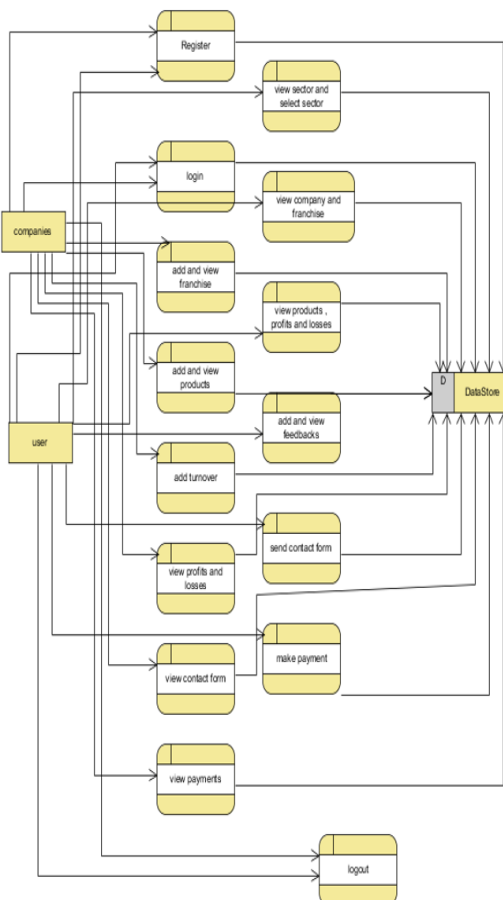 Register
view sector and
select sector
login
view company and
franchise
companies
add and view
franchise
view products ,
profits and losses
add and view
products
D
DataStore
add and view
feedbacks
user
add turnover
send contact form
view profits and
losses
make payment
view contact form
view payments
logout